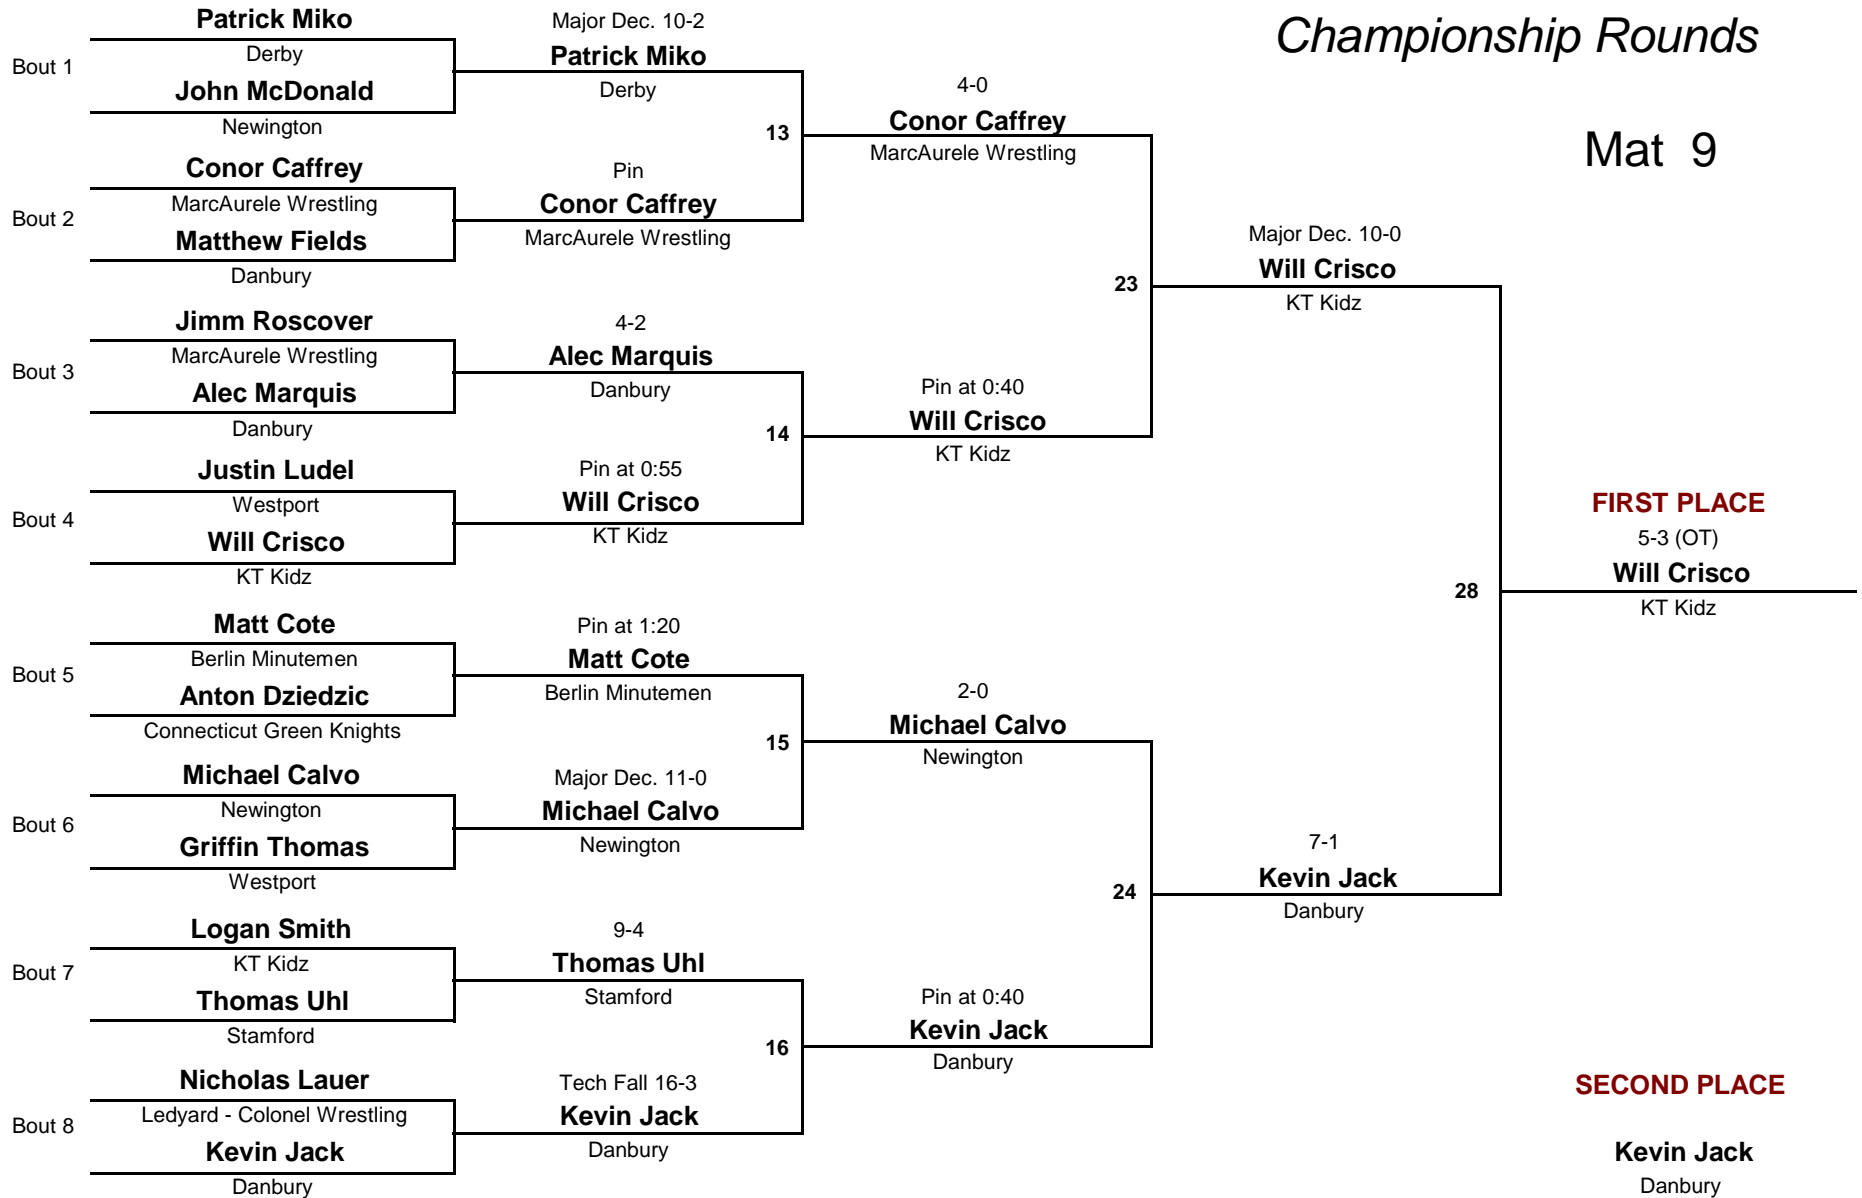 Championship Rounds
Mat 9
Bout 1
Patrick Miko
Derby
John McDonald
Newington
Bout 2
Conor Caffrey
MarcAurele Wrestling
Matthew Fields
Danbury
Bout 3
Jimm Roscover
MarcAurele Wrestling
Alec Marquis
Danbury
Bout 4
Justin Ludel
Westport
Will Crisco
KT Kidz
Bout 5
Matt Cote
Berlin Minutemen
Anton Dziedzic
Connecticut Green Knights
Bout 6
Michael Calvo
Newington
Griffin Thomas
Westport
Bout 7
Logan Smith
KT Kidz
Thomas Uhl
Stamford
Bout 8
Nicholas Lauer
Ledyard - Colonel Wrestling
Kevin Jack
Danbury
Major Dec. 10-2
Patrick Miko
Derby
13
Pin
Conor Caffrey
MarcAurele Wrestling
4-2
Alec Marquis
Danbury
14
Pin at 0:55
Will Crisco
KT Kidz
Pin at 1:20
Matt Cote
Berlin Minutemen
15
Major Dec. 11-0
Michael Calvo
Newington
9-4
Thomas Uhl
Stamford
16
Tech Fall 16-3
Kevin Jack
Danbury
4-0
Conor Caffrey
MarcAurele Wrestling
23
Pin at 0:40
Will Crisco
KT Kidz
2-0
Michael Calvo
Newington
24
Pin at 0:40
Kevin Jack
Danbury
Major Dec. 10-0
Will Crisco
KT Kidz
28
7-1
Kevin Jack
Danbury
FIRST PLACE
5-3 (OT)
Will Crisco
KT Kidz
SECOND PLACE
Kevin Jack
Danbury